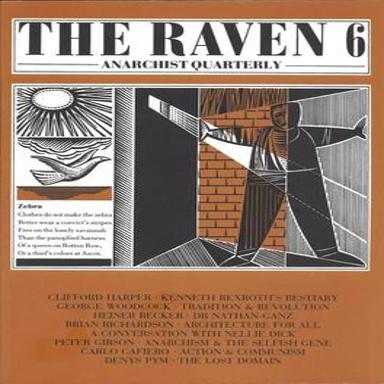 THE RAVEN 6
ANARCHIST QUARTERLY
Zebra
Clothes do not make the zebra
Better wear a convict's stripes
Free on the lonely savannah
Than the panoplied harness
Of a queen on Rotten Row,
Or a thief's colors at Ascot.
CLIFFORD HARPER · KENNETH REXROTH'S BESTIARY
GEORGE WOODCOCK · TRADITION & REVOLUTION
HEINER BECKER · DR NATHAN-GANZ
BRIAN RICHARDSON · ARCHITECTURE FOR ALL
A CONVERSATION WITH NELLIE DICK
PETER GIBSON · ANARCHISM & THE SELFISH GENE
CARLO CAFIERO · ACTION & COMMUNISM
DENYS PYM · THE LOST DOMAIN